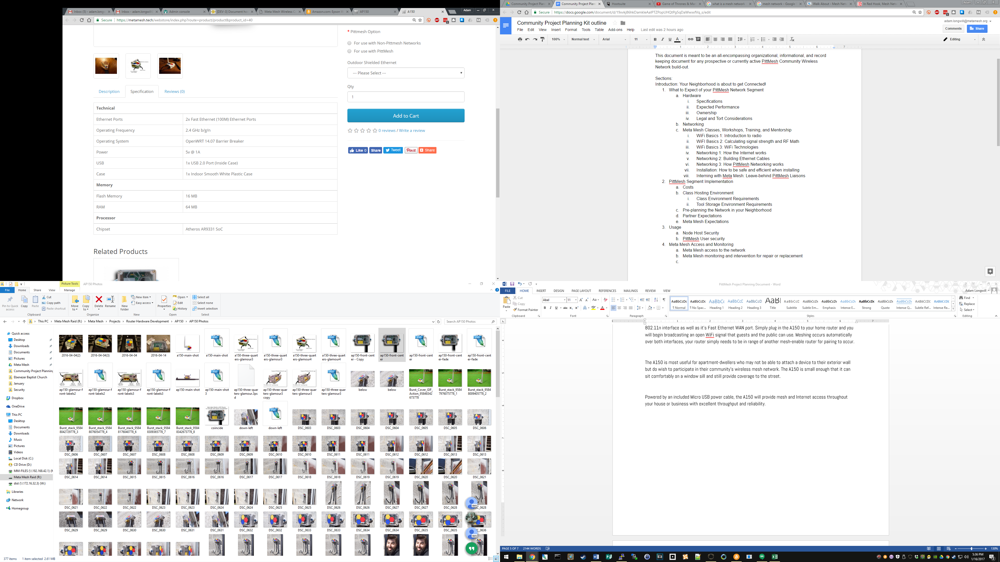 Inbox (5) - adam.longw
Inbox - adam.longwill@
Admin console
[DEV-3] Document ho
Meta Mesh Wireless C
Amazon.com: Epson W
AP150
A150
Adam
Secure | https://metamesh.tech/webstore/index.php?route=product/product&product_id=40
* Pittmesh Option
For use with Non-Pittmesh Networks
For use with PittMesh
Outdoor Shielded Ethernet
--- Please Select ---
Qty
1
Add to Cart
0 reviews / Write a review
Like 0 Share Tweet Pin it Share
Description Specification Reviews (0)
Technical
Ethernet Ports 2x Fast Ethernet (100M) Ethernet Ports
Operating Frequency 2.4 GHz b/g/n
Operating System OpenWRT 14.07 Barrier Breaker
Power 5v @ 1A
USB 1x USB 2.0 Port (Inside Case)
Case 1x Indoor Smooth White Plastic Case
Memory
Flash Memory 16 MB
RAM 64 MB
Processor
Chipset Atheros AR9331 SoC
Related Products
Community Project Plan
Community Project Plan
Hootsuite
Game of Thrones & Mar
what is a mesh network
mesh network - Google
Walk About - Mesh Net
In Red Hook, Mesh Net
Adam
Community Project Planning Kit outline
adam.longwill@metamesh.org
File Edit View Insert Format Tools Table Add-ons Help Last edit was 2 hours ago
Comments Share
100% Normal text Arial 11 Editing
This document is meant to be an all-encompassing organizational, informational, and record
keeping document for any prospective or currently active PittMesh Community Wireless
Network build-out.
Sections:
Introduction: Your Neighborhood is about to get Connected!
1. What to Expect of your PittMesh Network Segment
a. Hardware
i. Specifications
ii. Expected Performance
iii. Ownership
iv. Legal and Tort Considerations
b. Networking
c. Meta Mesh Classes, Workshops, Training, and Mentorship
i. WiFi Basics 1: Introduction to radio
ii. WiFI Basics 2: Calculating signal strength and RF Math
iii. WiFi Basics 3: WiFi Technologies
iv. Networking 1: How the Internet works
v. Networking 2: Building Ethernet Cables
vi. Networking 3: How PittMesh Networking works
vii. Installation: How to be safe and efficient when installing
viii. Interning with Meta Mesh: Leave-behind PittMesh Liaisons
2. PittMesh Segment Implementation
a. Costs
b. Class Hosting Environment
i. Class Environment Requirements
ii. Tool Storage Environment Requirements
c. Pre-planning the Network in your Neighborhood
d. Partner Expectations
e. Meta Mesh Expectations
3. Usage
a. Node Host Security
b. PittMesh User security
4. Meta Mesh Access and Monitoring
a. Meta Mesh access to the network
b. Meta Mesh monitoring and intervention for repair or replacement
c.
Picture Tools AP150 Photos
File Home Share View Manage
Pin to Quick access Copy Paste Cut Copy path Paste shortcut
Move to Copy to Delete Rename New folder New item Easy access
Properties Open Edit History Select all Select none Invert selection
Clipboard Organize New Open Select
This PC > Meta Mesh Raid (R:) > Meta Mesh > Projects > Router Hardware Development > AP150 > AP150 Photos
Search AP150 Photos
Quick access
Desktop
Downloads
Documents
Pictures
Meta Mesh
Community Project Planning
Ebenezer Baptist Church
January
Security
Dropbox
OneDrive
This PC
Desktop
Documents
Downloads
Music
Pictures
Videos
Local Disk (C:)
CD Drive (D:)
MM-FILES (\\192.168.42.1) (M
Meta Mesh Raid (R:)
dist (\\172.16.32.3) (W:)
Libraries
Network
Homegroup
2016-04-04(2) 2016-04-04(3) 2016-04-04 2016-04-14 a150-main-shot a150-main-shot a150-three-quarters-glamour3 a150-three-quarters-glamour3 a150-three-quarters-glamour4 a150-three-quarters-glamour4 ap150-front-center - Copy ap150-front-center ap150-front-center ap150-front-center-fade ap150-front-center-fade
ap150-glamour-front-labels2 ap150-glamour-front-labels2 ap150-glamour-front-labels3 ap150-glamour-front-labels3 ap150-main-shot ap150-main-shot3 ap150-three-quarters-glamour.3psd ap150-three-quarters-glamour3 copy ap150-three-quarters-glamour3 ap150-three-quarters-glamour3 below below Burst_Cover_GIF_Action_95848342673778 Burst_stack_95847976075778_1 Burst_stack_95848009405778_2
Burst_stack_95848042729778_3 Burst_stack_95848076054778_4 Burst_stack_95848176040778_6 Burst_stack_95848309365778_7 Burst_stack_95848342673778_8 coincide down-left down-left DSC_0603 DSC_0603 DSC_0604 DSC_0604 DSC_0605 DSC_0605 DSC_0606
DSC_0606 DSC_0607 DSC_0607 DSC_0608 DSC_0608 DSC_0609 DSC_0609 DSC_0610 DSC_0610 DSC_0611 DSC_0611 DSC_0612 DSC_0612 DSC_0613 DSC_0613
DSC_0614 DSC_0614 DSC_0615 DSC_0615 DSC_0616 DSC_0616 DSC_0617 DSC_0617 DSC_0618 DSC_0618 DSC_0619 DSC_0619 DSC_0620 DSC_0620 DSC_0621
DSC_0621 DSC_0622 DSC_0622 DSC_0623 DSC_0623 DSC_0624 DSC_0624 DSC_0625 DSC_0625 DSC_0626 DSC_0626 DSC_0627 DSC_0627 DSC_0628 C_0628
DSC_0629 DSC_0629 DSC_0630 DSC_0630 DSC_0631 DSC_0631 DSC_0632 DSC_0632 DSC_0633 DSC_0633 DSC_0634 DSC_0634 DSC_0635 DSC_0635 C_0636
377 items 1 item selected 2.61 MB
PittMesh Project Planning Document - Word
FILE HOME INSERT DESIGN PAGE LAYOUT REFERENCES MAILINGS REVIEW VIEW Adam Longwill
Paste Cut Copy Format Painter Abel 11
Normal No Spac... Heading 1 Heading 2 Heading 3 Title Subtitle Subtle Em... Emphasis Intense E... Strong Quote Intense Q... Subtle Ref... Intense Re...
Find Replace Select
Clipboard Font Paragraph Styles Editing
802.11n interface as well as it's Fast Ethernet WAN port. Simply plug in the A150 to your home router and you
will begin broadcasting an open WiFi signal that guests and the public can use. Meshing occurs automatically
over both interfaces, your router simply needs to be in range of another mesh-enable router for pairing to occur.
The A150 is most useful for apartment-dwellers who may not be able to attach a device to their exterior wall
but do wish to participate in their community's wireless mesh network. The A150 is small enough that it can
sit comfortably on a window sill and still provide coverage to the street.
Powered by an included Micro USB power cable, the A150 will provide mesh and Internet access throughout
your house or business with excellent throughput and reliability.
PAGE 5 OF 7 2144 WORDS 130%
5:36 PM
1/16/2017